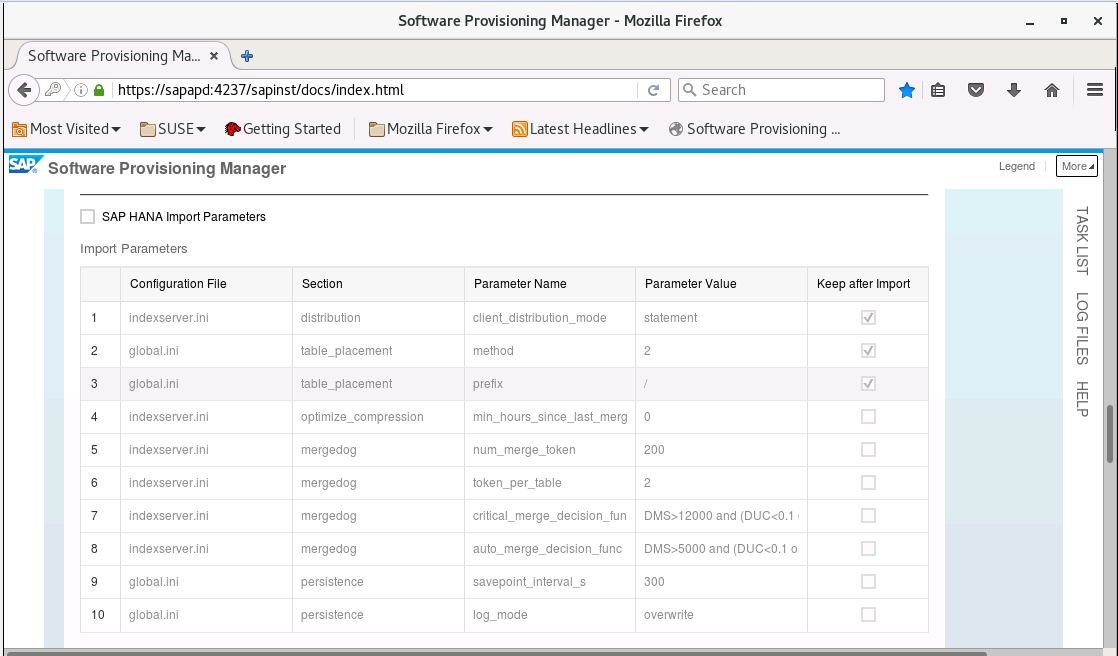 Software Provisioning Manager - Mozilla Firefox
Software Provisioning Ma...
https://sapapd:4237/sapinst/docs/index.html
Search
Most Visited SUSE Getting Started Mozilla Firefox Latest Headlines Software Provisioning ...
SAP Software Provisioning Manager Legend More
TASK LIST
LOG FILES
HELP
SAP HANA Import Parameters
Import Parameters
Configuration File Section Parameter Name Parameter Value Keep after Import
1 indexserver.ini distribution client_distribution_mode statement
2 global.ini table_placement method 2
3 global.ini table_placement prefix /
4 indexserver.ini optimize_compression min_hours_since_last_merg 0
5 indexserver.ini mergedog num_merge_token 200
6 indexserver.ini mergedog token_per_table 2
7 indexserver.ini mergedog critical_merge_decision_fun DMS>12000 and (DUC<0.1
8 indexserver.ini mergedog auto_merge_decision_func DMS>5000 and (DUC<0.1 o
9 global.ini persistence savepoint_interval_s 300
10 global.ini persistence log_mode overwrite